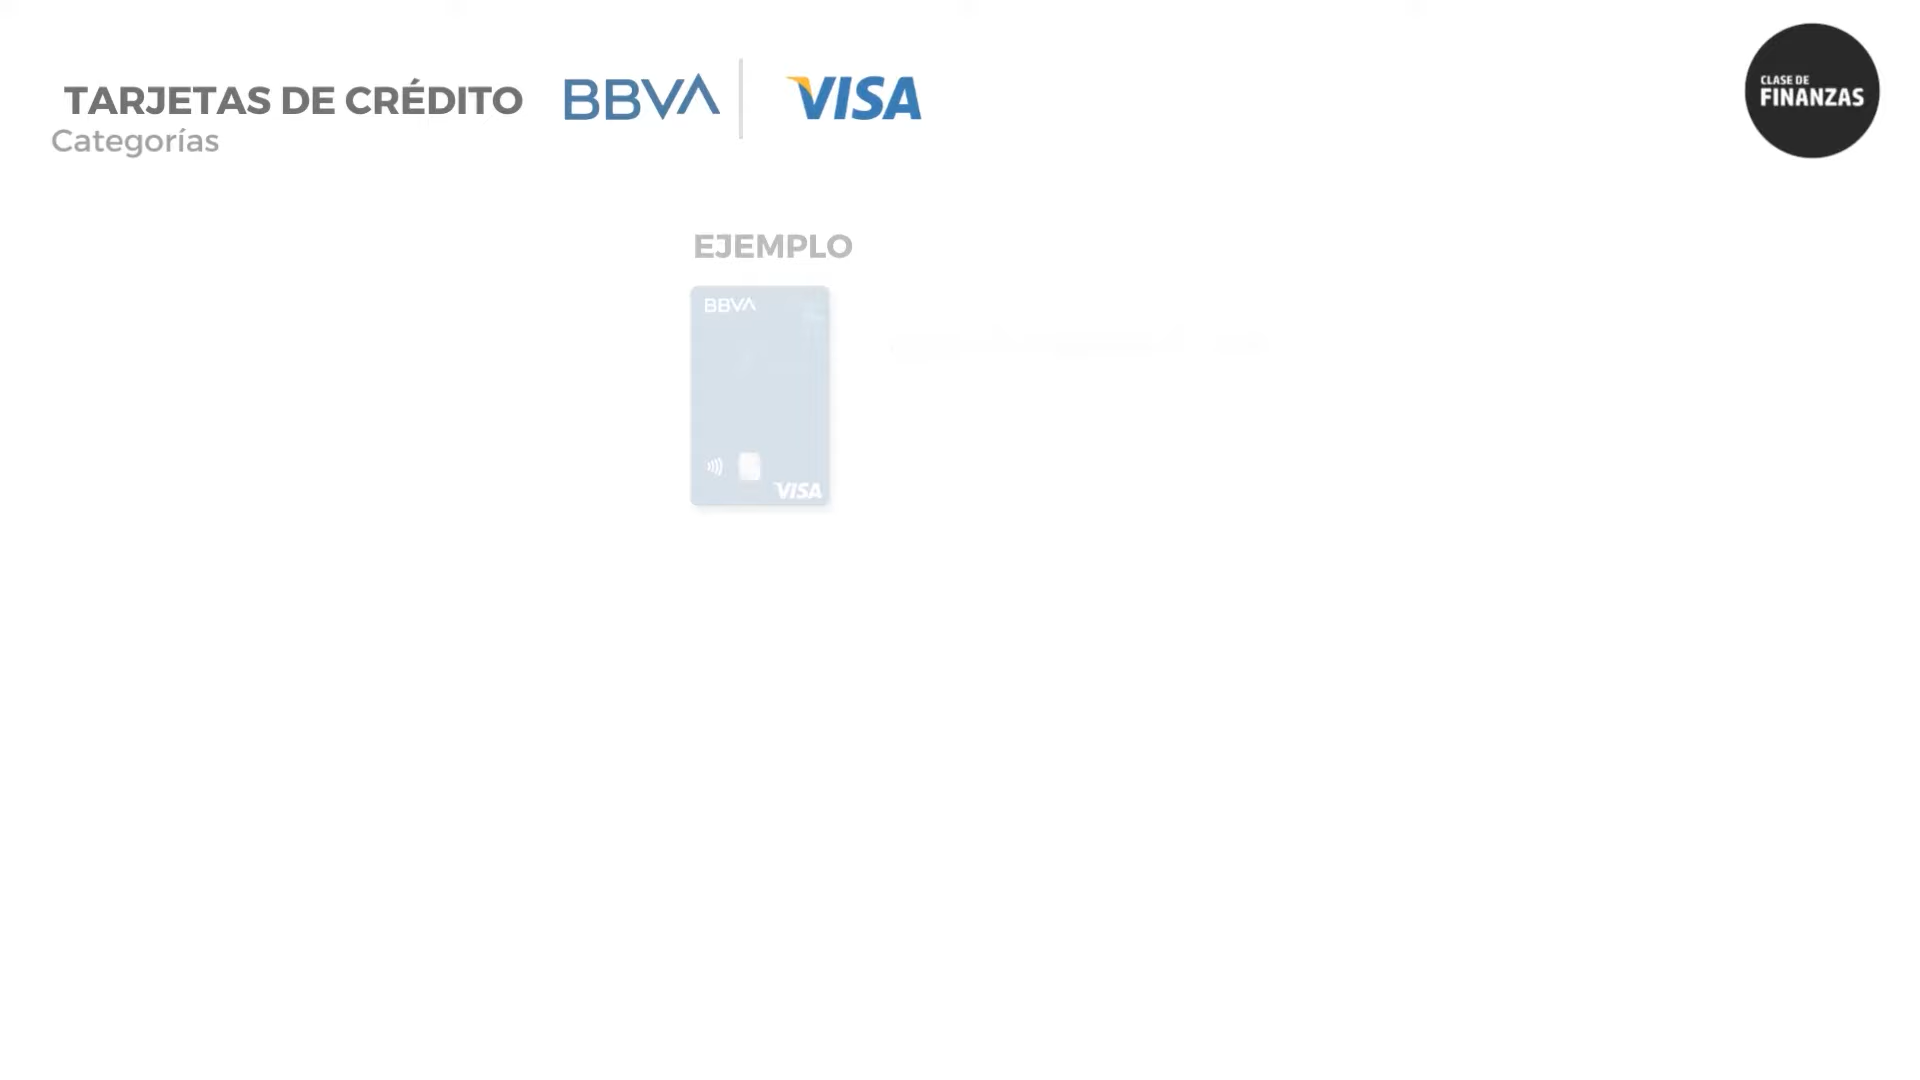 TARJETAS DE CRÉDITO
BBVA
VISA
Categorías
CLASE DE
FINANZAS
EJEMPLO
BBVA
VISA